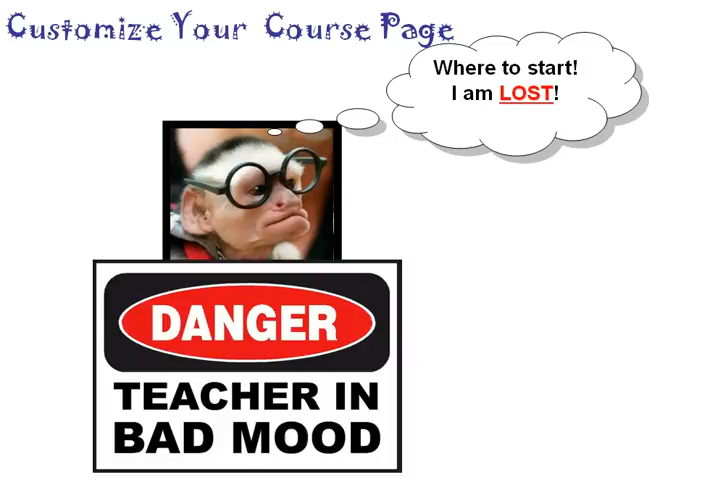 Customize Your Course Page
Where to start!
I am LOST!
DANGER
TEACHER IN
BAD MOOD